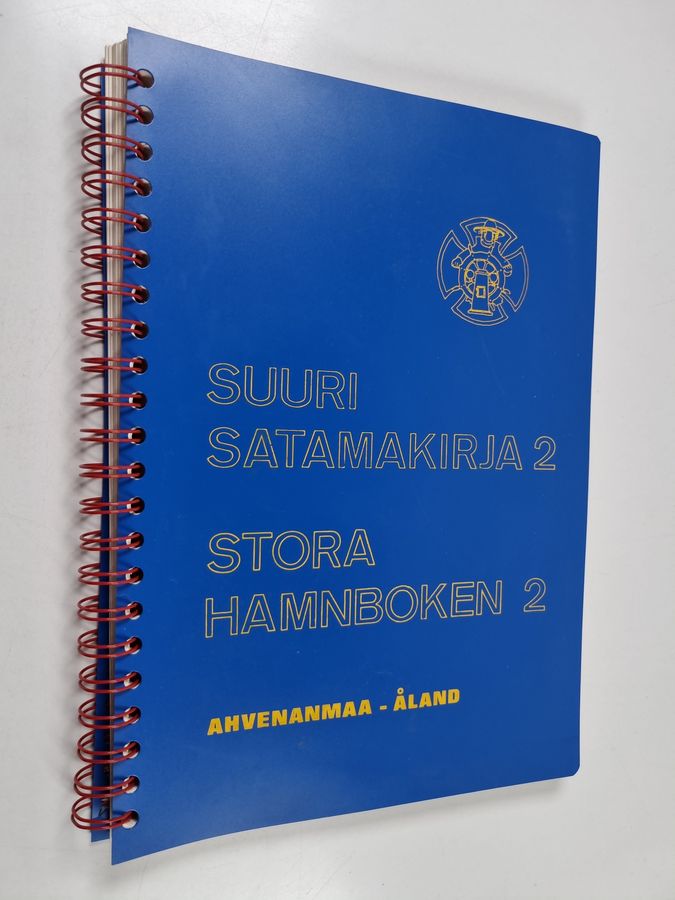 SUURI
SATAMAKIRJA 2
STORA
HAMNBOKEN 2
AHVENANMAA - ÅLAND